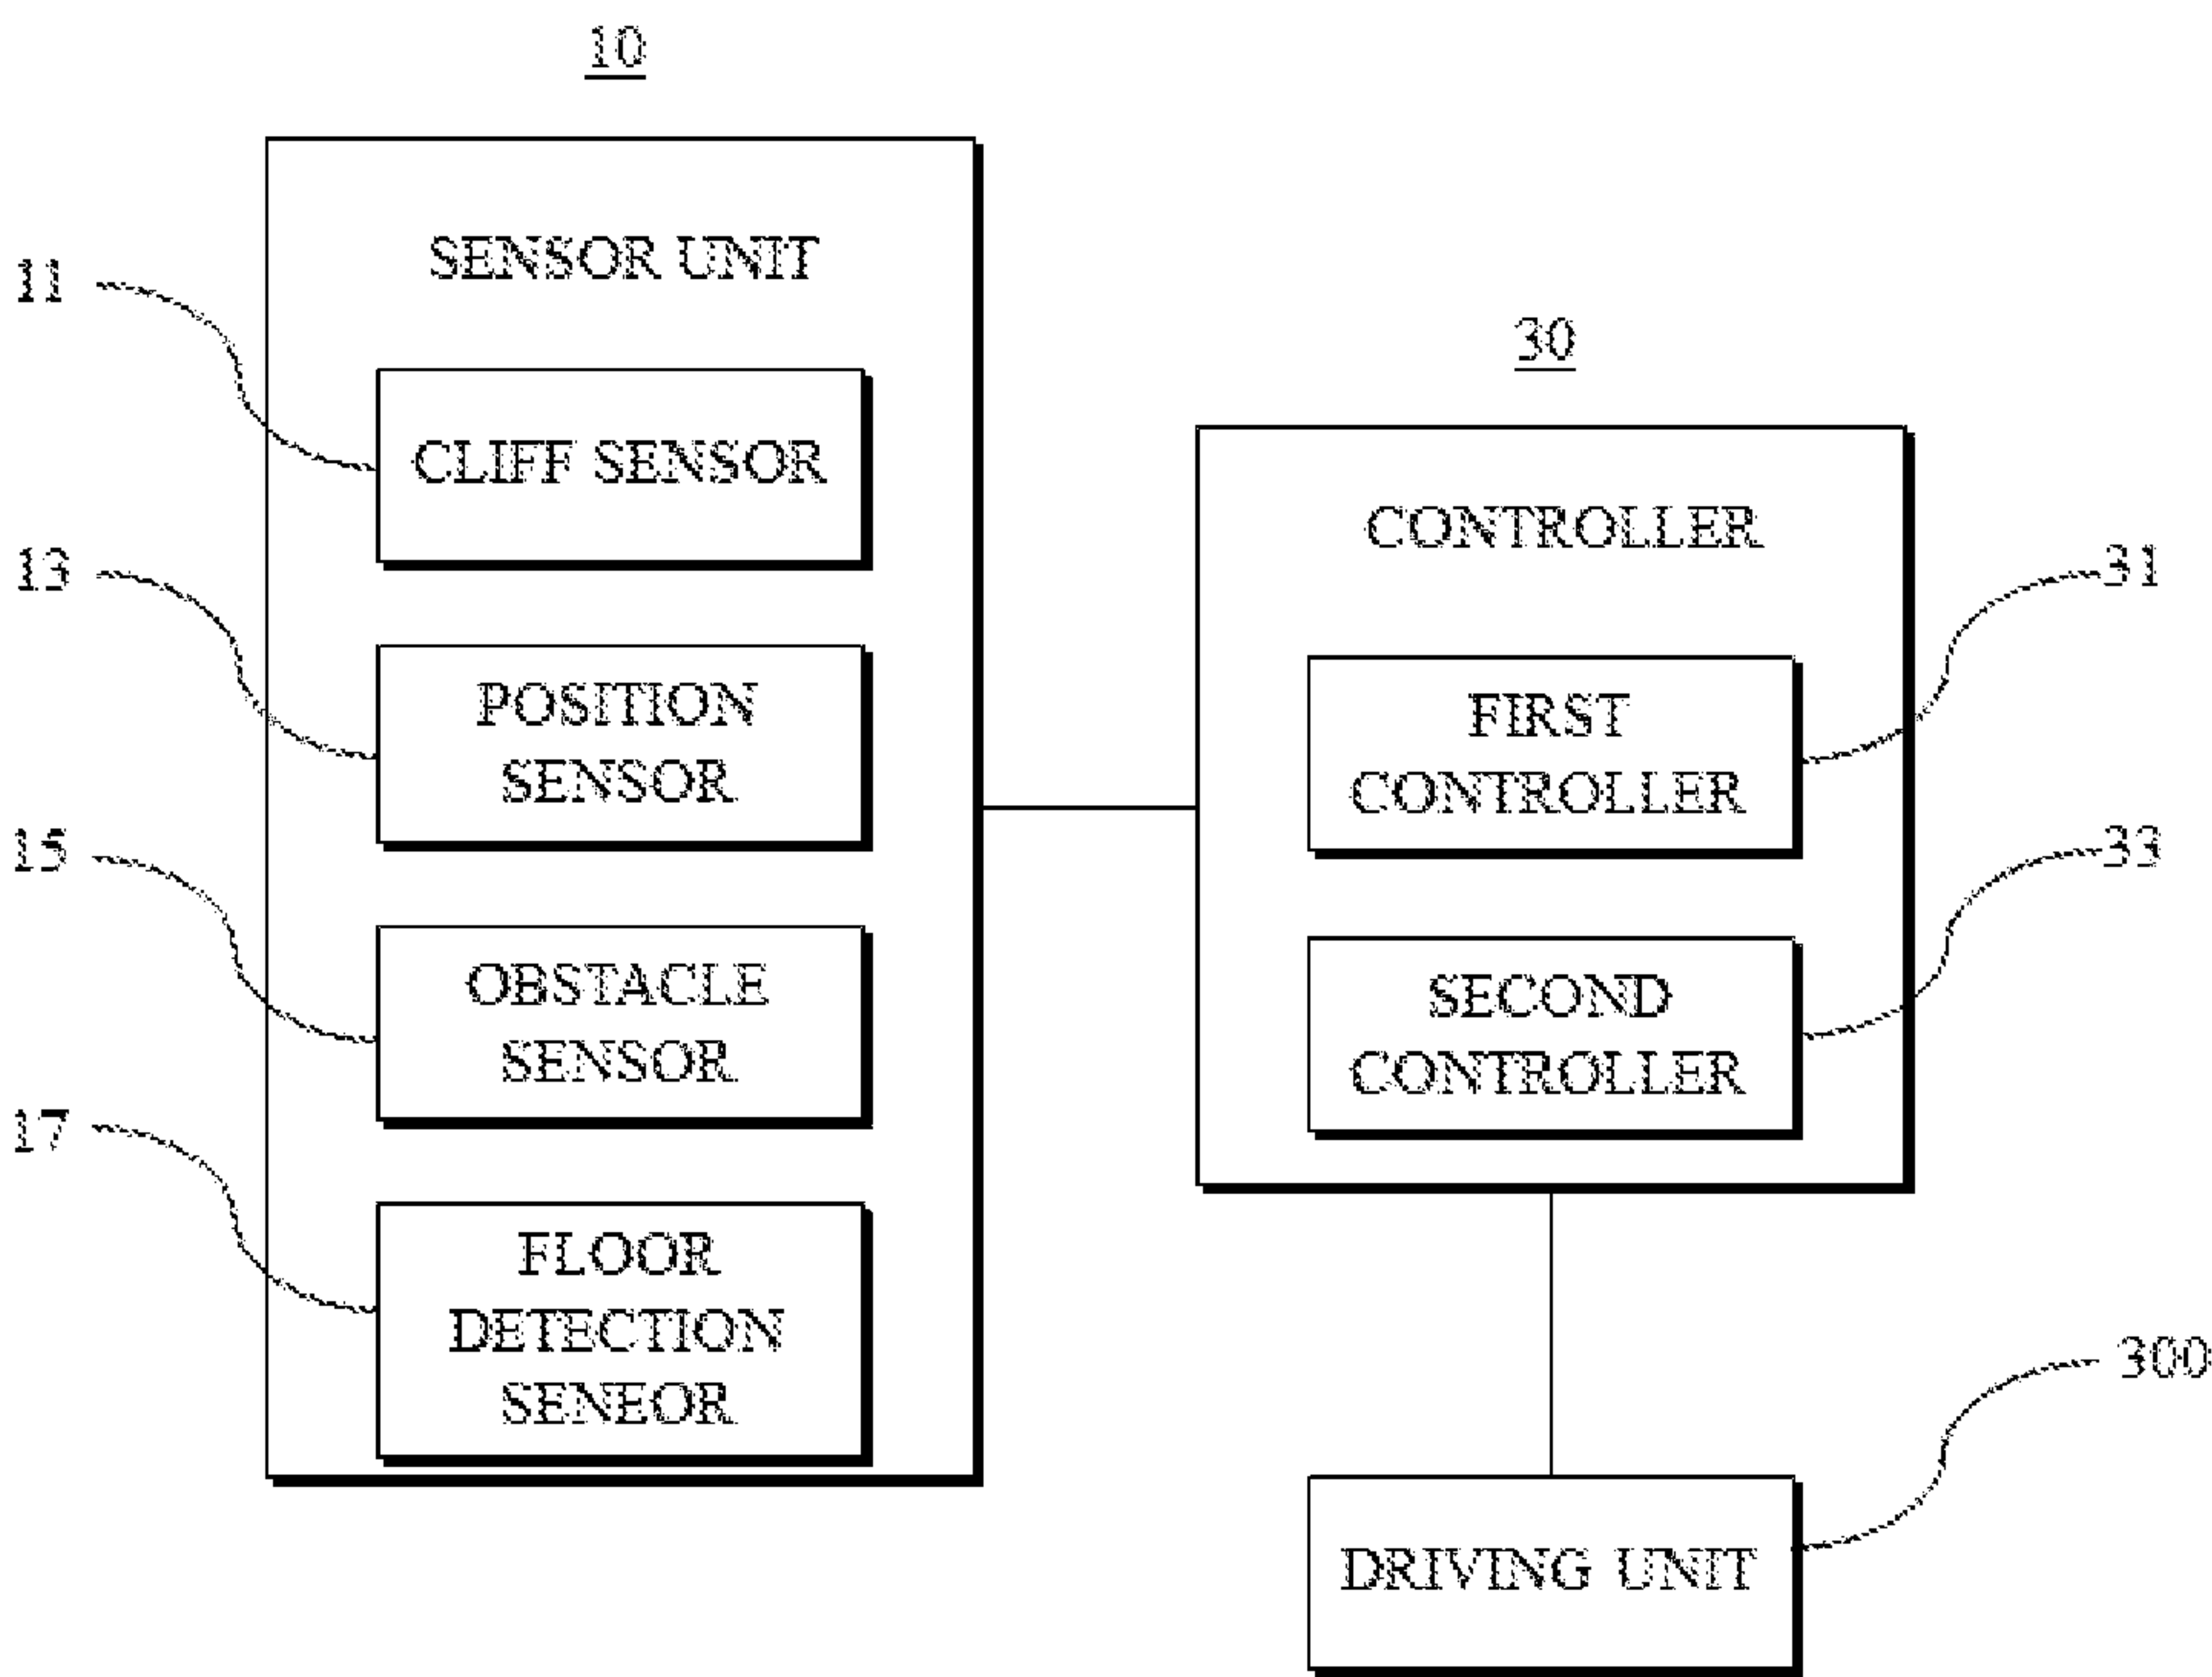 10
SENSOR UNIT
11
CLIFF SENSOR
13
POSITION
SENSOR
15
OBSTACLE
SENSOR
17
FLOOR
DETECTION
SENEOR
30
CONTROLLER
31
FIRST
CONTROLLER
33
SECOND
CONTROLLER
300
DRIVING UNIT